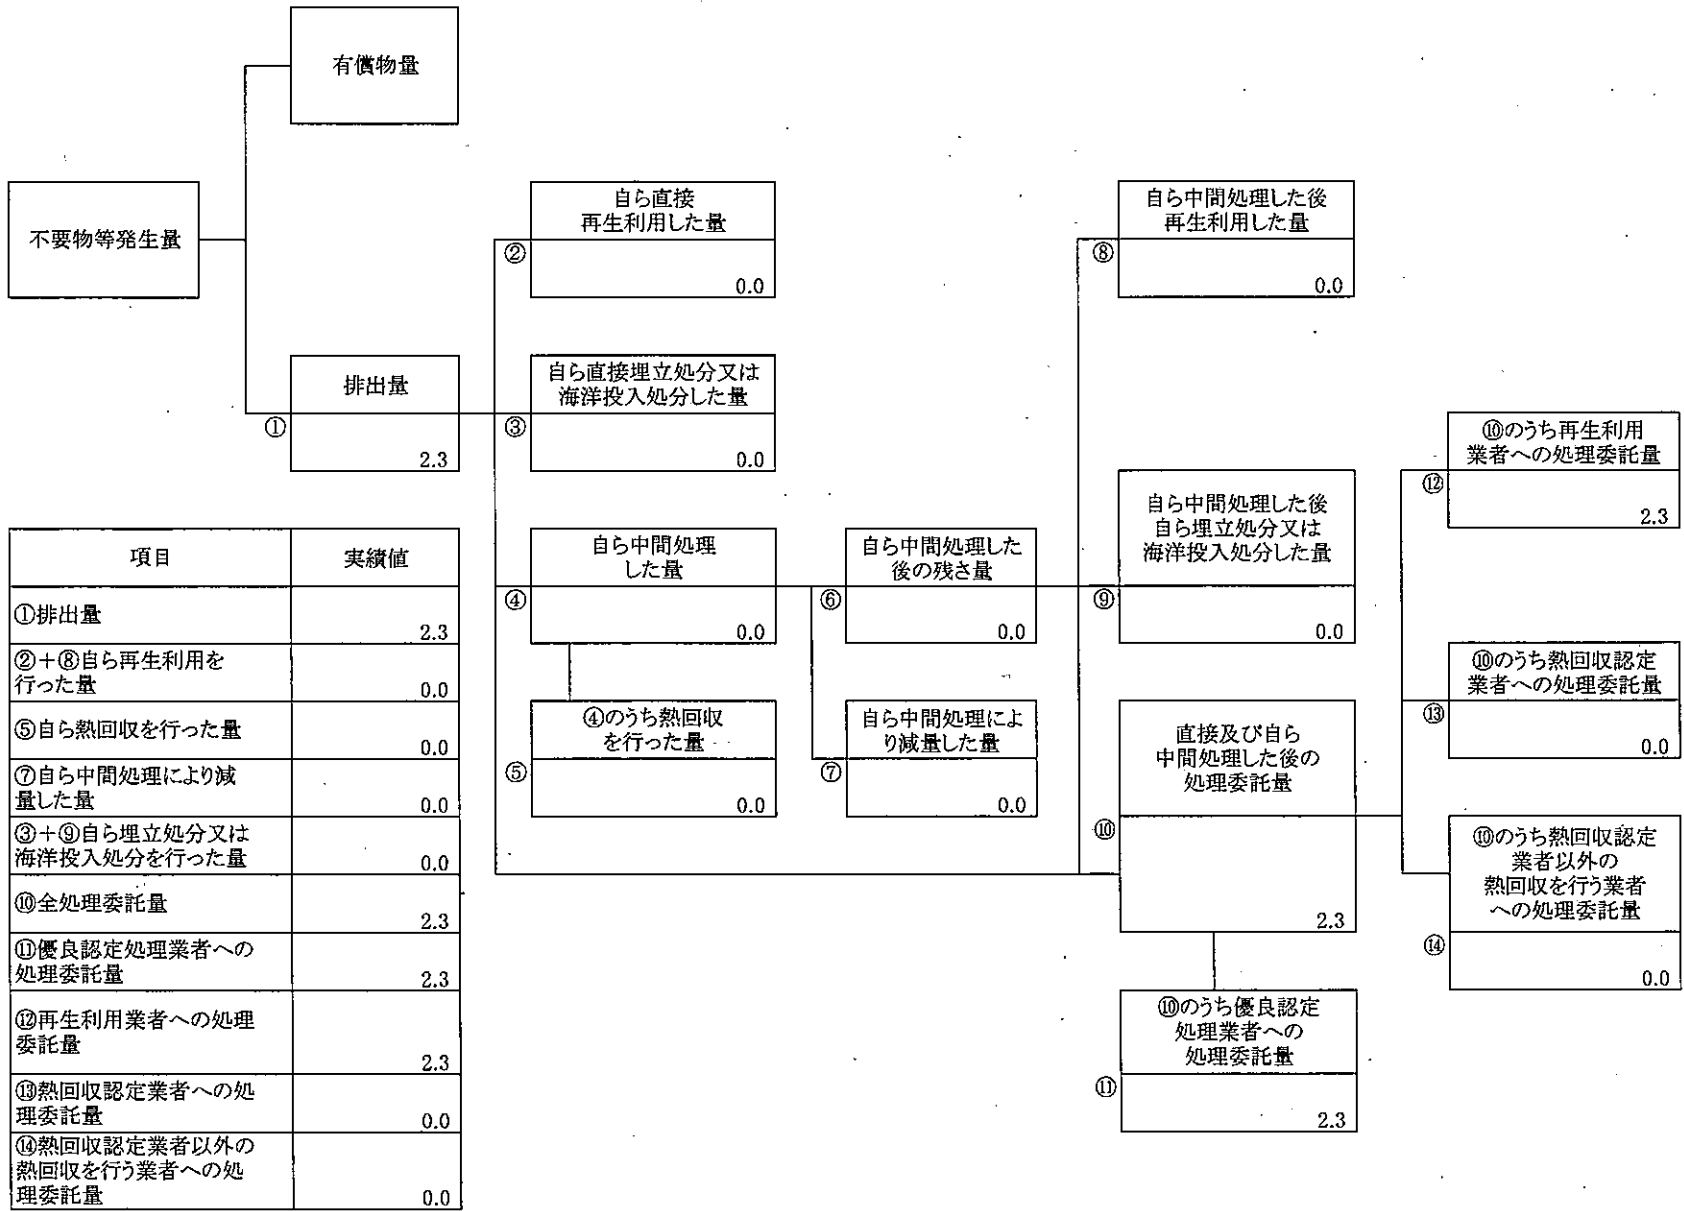 有償物量
不要物等発生量
排出量
①
2.3
自ら直接
再生利用した量
②
0.0
自ら直接埋立処分又は
海洋投入処分した量
③
0.0
自ら中間処理
した量
④
0.0
④のうち熱回収
を行った量
⑤
0.0
自ら中間処理した
後の残さ量
⑥
0.0
自ら中間処理によ
り減量した量
⑦
0.0
自ら中間処理した後
再生利用した量
⑧
0.0
自ら中間処理した後
自ら埋立処分又は
海洋投入処分した量
⑨
0.0
直接及び自ら
中間処理した後の
処理委託量
⑩
2.3
⑩のうち優良認定
処理業者への
処理委託量
⑪
2.3
⑩のうち再生利用
業者への処理委託量
⑫
2.3
⑩のうち熱回収認定
業者への処理委託量
⑬
0.0
⑩のうち熱回収認定
業者以外の
熱回収を行う業者
への処理委託量
⑭
0.0
項目 実績値
①排出量
2.3
②+⑧自ら再生利用を
行った量
0.0
⑤自ら熱回収を行った量
0.0
⑦自ら中間処理により減
量した量
0.0
③+⑨自ら埋立処分又は
海洋投入処分を行った量
0.0
⑩全処理委託量
2.3
⑪優良認定処理業者への
処理委託量
2.3
⑫再生利用業者への処理
委託量
2.3
⑬熱回収認定業者への処
理委託量
0.0
⑭熱回収認定業者以外の
熱回収を行う業者への処
理委託量
0.0